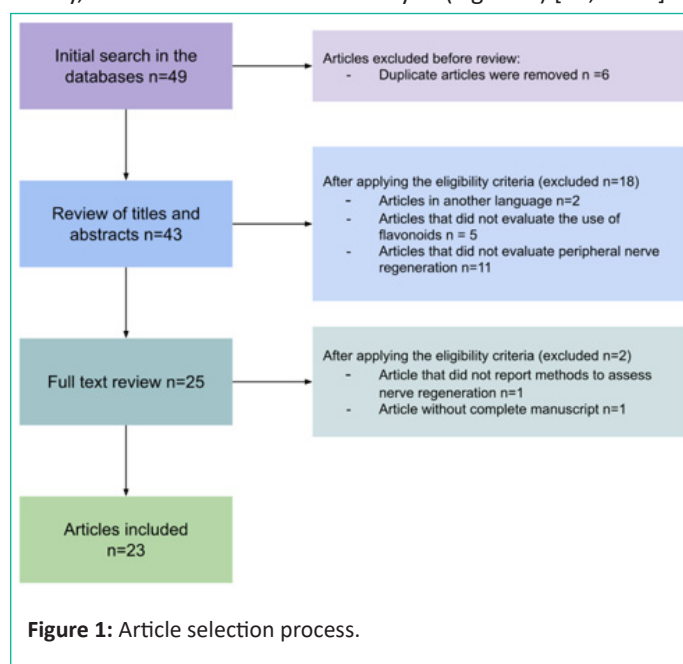 Initial search in the
databases n=49
Articles excluded before review:
- Duplicate articles were removed n =6
Review of titles and
abstracts n=43
After applying the eligibility criteria (excluded n=18)
- Articles in another language n=2
- Articles that did not evaluate the use of
flavonoids n = 5
- Articles that did not evaluate peripheral nerve
regeneration n=11
Full text review n=25
After applying the eligibility criteria (excluded n=2)
- Article that did not report methods to assess
nerve regeneration n=1
- Article without complete manuscript n=1
Articles included
n=23
Figure 1: Article selection process.